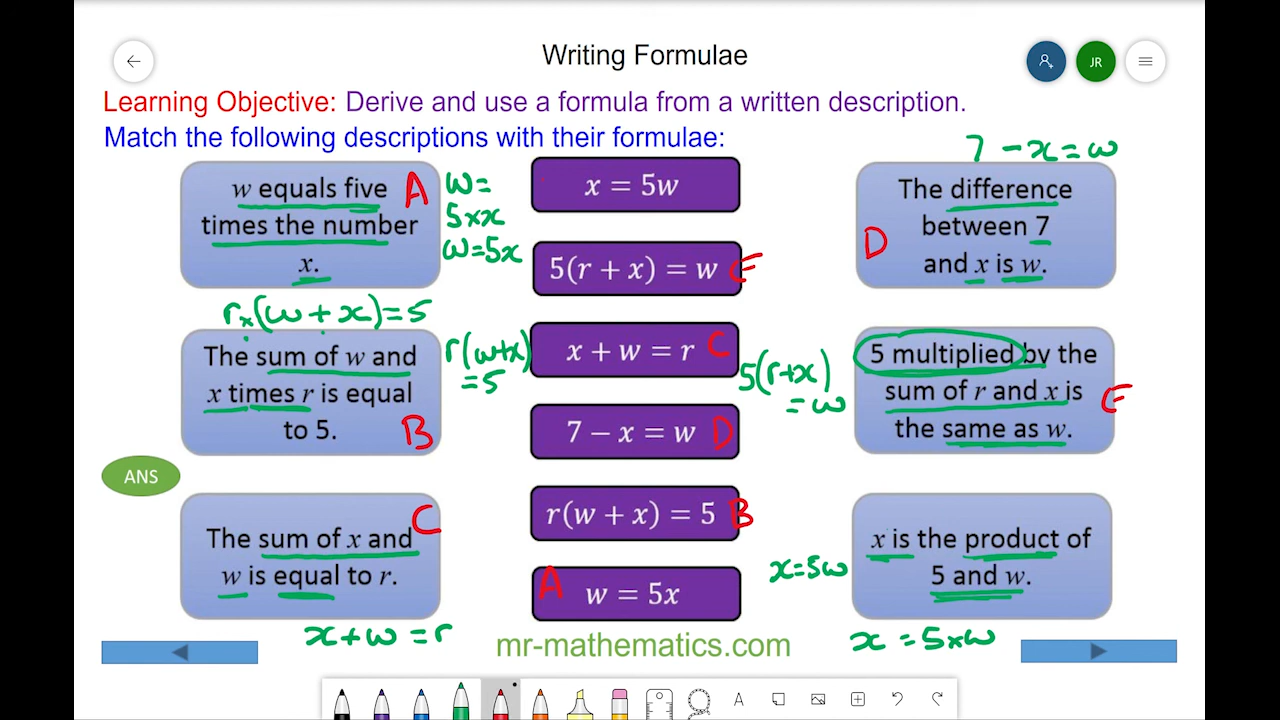 Writing Formulae
JR
Learning Objective: Derive and use a formula from a written description.
Match the following descriptions with their formulae:
w equals five
times the number
x.
A
w=
5×x
w=5x
r×(w+x)=5
The sum of w and
x times r is equal
to 5.
B
r(w+x)
=5
ANS
The sum of x and
w is equal to r.
C
x+w=r
x = 5w
5(r + x) = w
E
x + w = r
C
7 − x = w
D
r(w + x) = 5
B
A
w = 5x
7-x=w
The difference
between 7
and x is w.
D
5 multiplied by the
sum of r and x is
the same as w.
E
5(r+x)
=w
x is the product of
5 and w.
x=5w
x=5×w
mr-mathematics.com
A